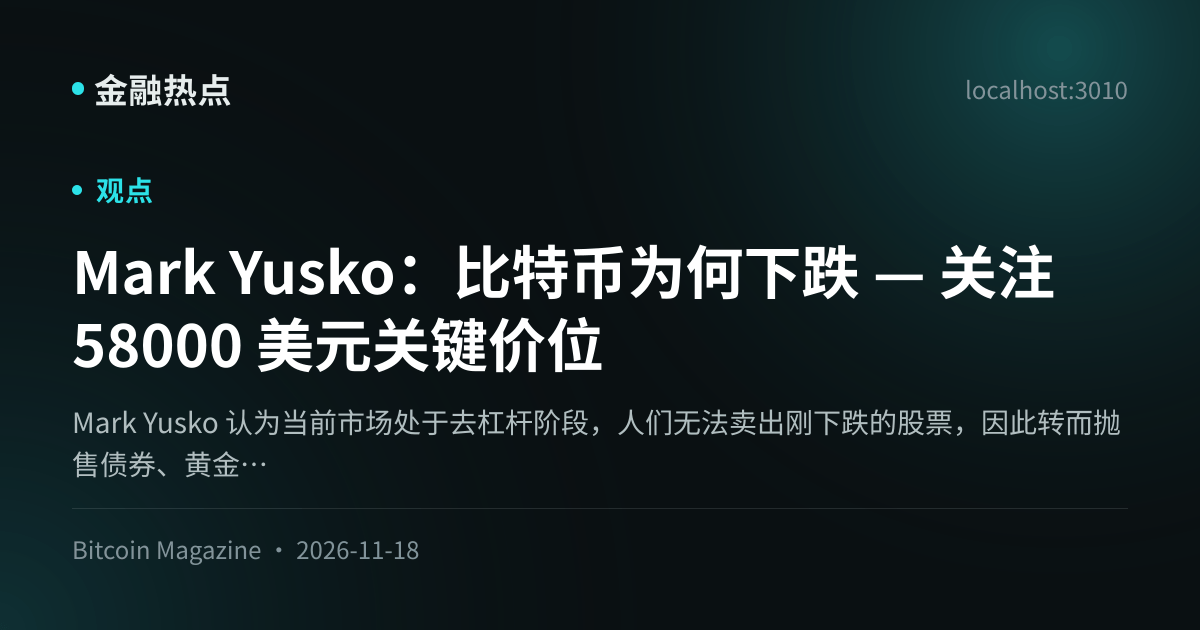 金融热点
localhost:3010
观点
Mark Yusko：比特币为何下跌 — 关注
58000 美元关键价位
Mark Yusko 认为当前市场处于去杠杆阶段，人们无法卖出刚下跌的股票，因此转而抛
售债券、黄金…
Bitcoin Magazine · 2026-11-18